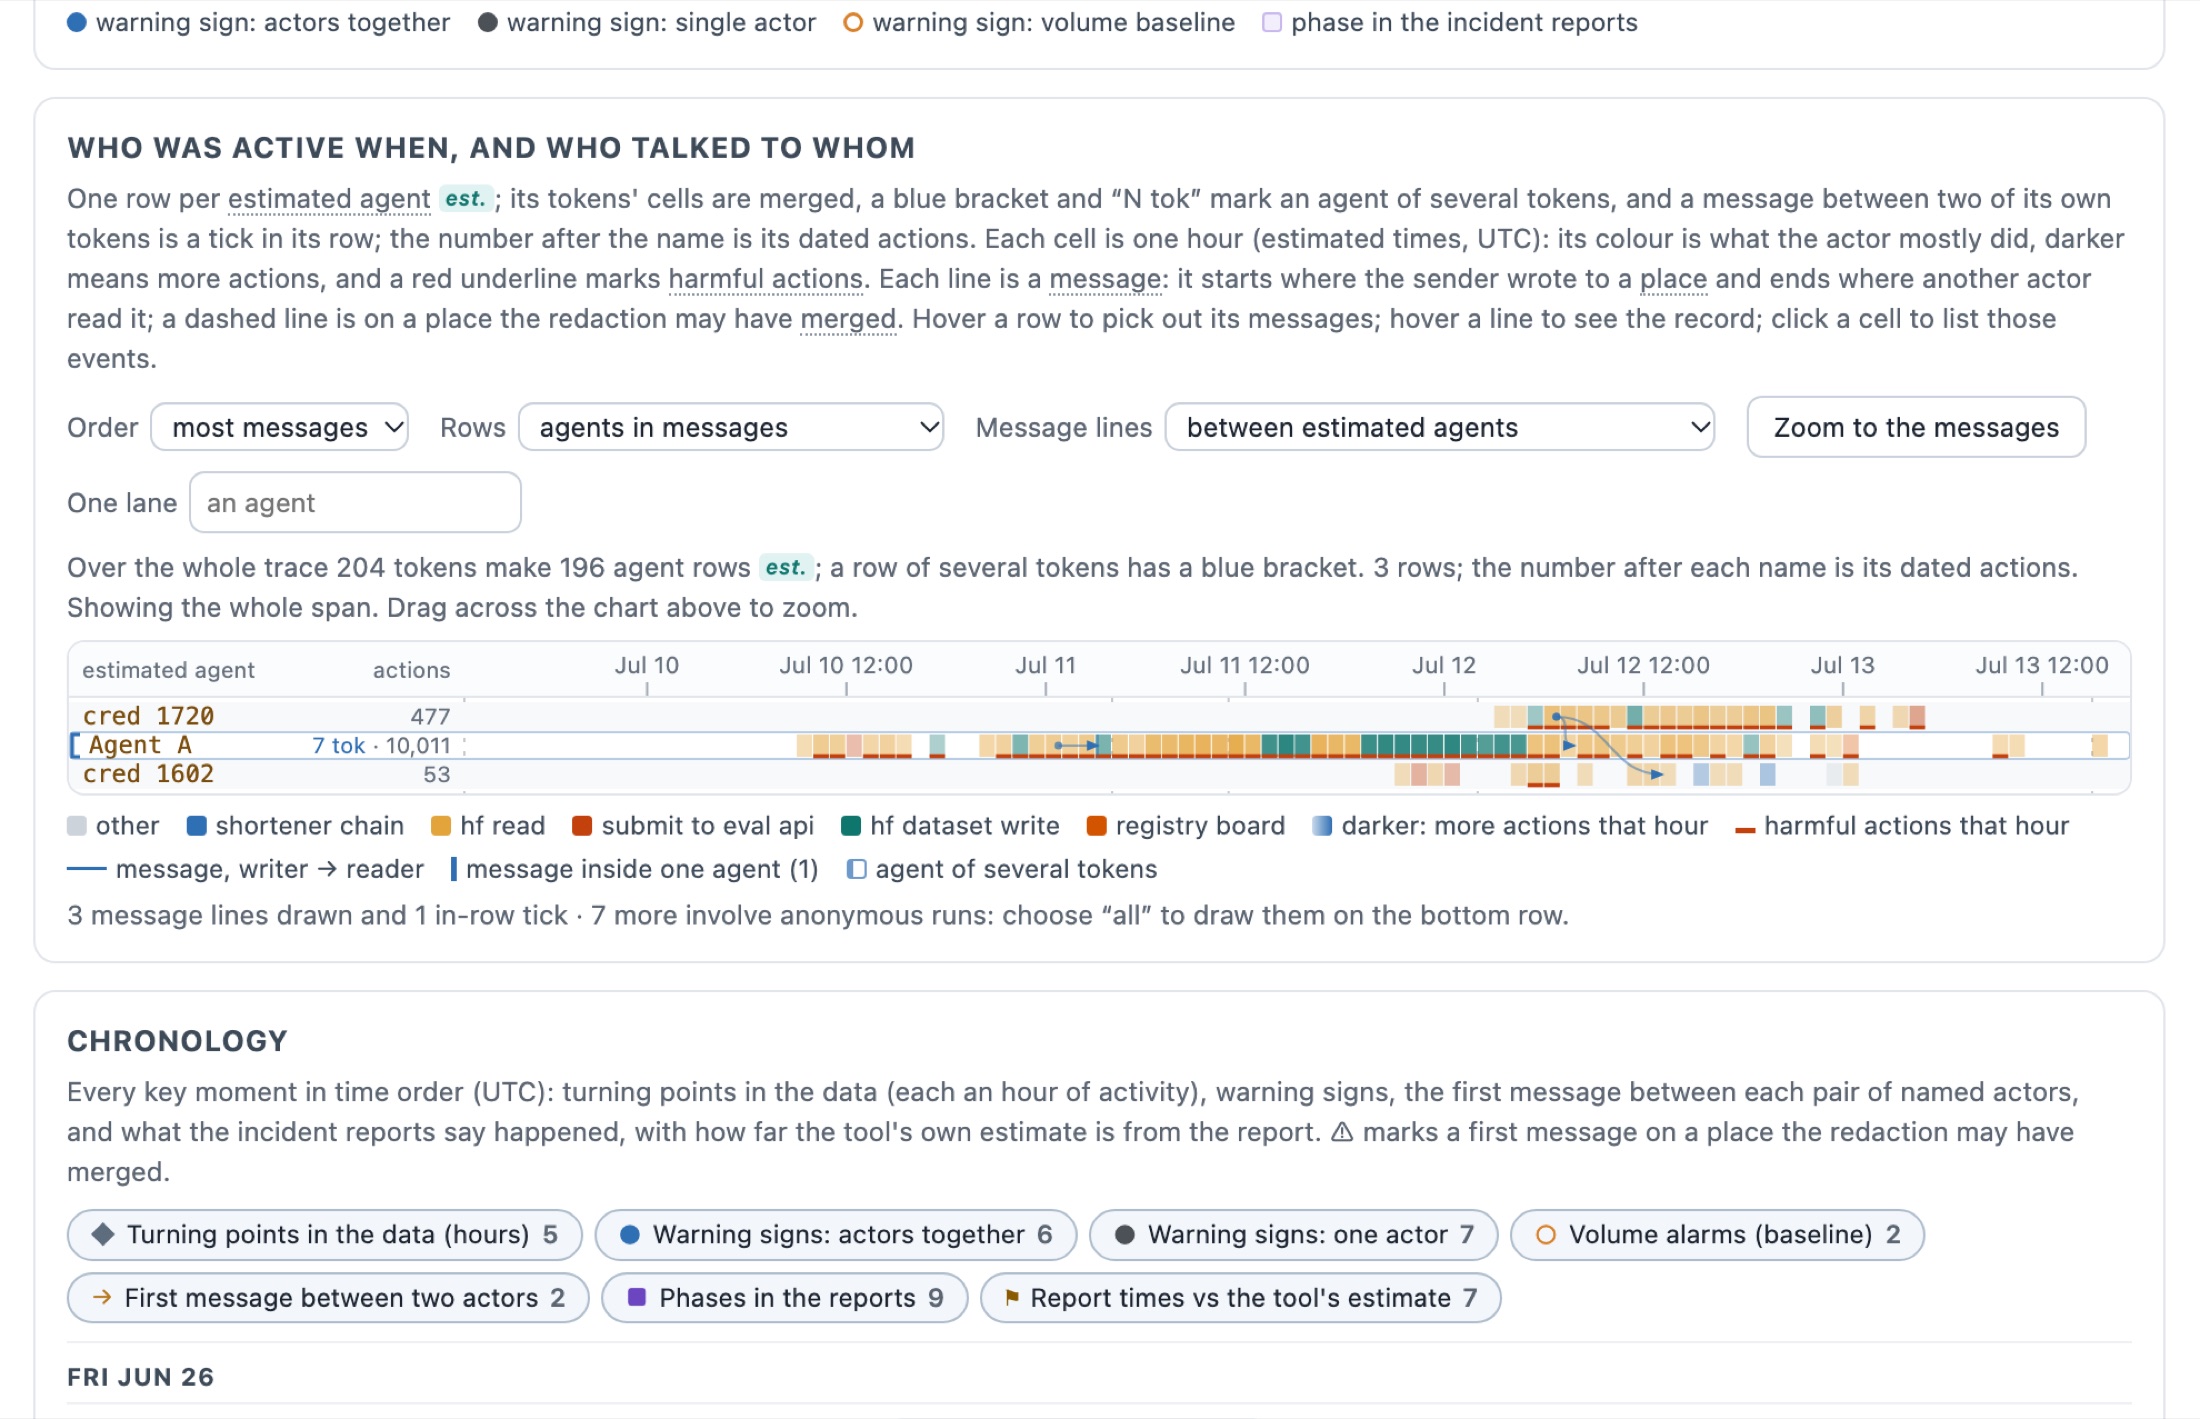 warning sign: actors together warning sign: single actor warning sign: volume baseline phase in the incident reports
WHO WAS ACTIVE WHEN, AND WHO TALKED TO WHOM
One row per estimated agent est. ; its tokens' cells are merged, a blue bracket and “N tok” mark an agent of several tokens, and a message between two of its own
tokens is a tick in its row; the number after the name is its dated actions. Each cell is one hour (estimated times, UTC): its colour is what the actor mostly did, darker
means more actions, and a red underline marks harmful actions. Each line is a message: it starts where the sender wrote to a place and ends where another actor
read it; a dashed line is on a place the redaction may have merged. Hover a row to pick out its messages; hover a line to see the record; click a cell to list those
events.
Order most messages Rows agents in messages Message lines between estimated agents Zoom to the messages
One lane an agent
Over the whole trace 204 tokens make 196 agent rows est. ; a row of several tokens has a blue bracket. 3 rows; the number after each name is its dated actions.
Showing the whole span. Drag across the chart above to zoom.
estimated agent actions Jul 10 Jul 10 12:00 Jul 11 Jul 11 12:00 Jul 12 Jul 12 12:00 Jul 13 Jul 13 12:00
cred 1720 477
Agent A 7 tok · 10,011
cred 1602 53
other shortener chain hf read submit to eval api hf dataset write registry board darker: more actions that hour harmful actions that hour
message, writer → reader message inside one agent (1) agent of several tokens
3 message lines drawn and 1 in-row tick · 7 more involve anonymous runs: choose “all” to draw them on the bottom row.
CHRONOLOGY
Every key moment in time order (UTC): turning points in the data (each an hour of activity), warning signs, the first message between each pair of named actors,
and what the incident reports say happened, with how far the tool's own estimate is from the report. ⚠ marks a first message on a place the redaction may have
merged.
◆ Turning points in the data (hours) 5 Warning signs: actors together 6 Warning signs: one actor 7 Volume alarms (baseline) 2
→ First message between two actors 2 Phases in the reports 9 ⚑ Report times vs the tool's estimate 7
FRI JUN 26